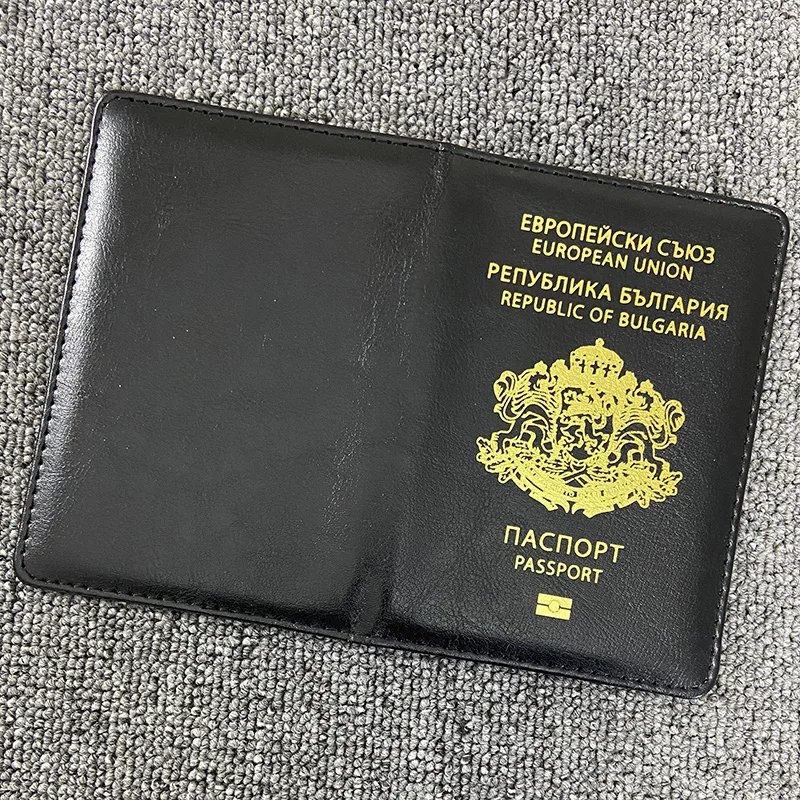 ЕВРОПЕЙСКИ СЪЮЗ
EUROPEAN UNION
РЕПУБЛИКА БЪЛГАРИЯ
REPUBLIC OF BULGARIA
ПАСПОРТ
PASSPORT